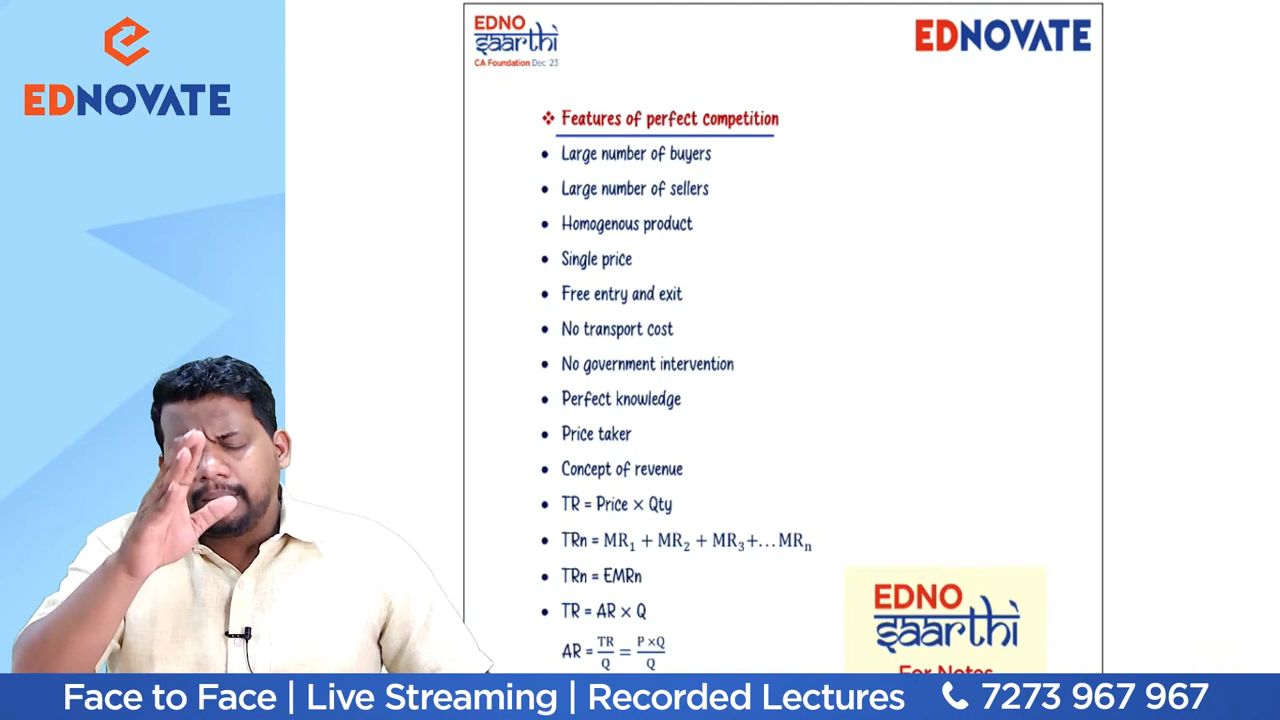 EDNOVATE
EDNO
saarthi
CA Foundation Dec 23
EDNOVATE
❖ Features of perfect competition
• Large number of buyers
• Large number of sellers
• Homogenous product
• Single price
• Free entry and exit
• No transport cost
• No government intervention
• Perfect knowledge
• Price taker
• Concept of revenue
• TR = Price × Qty
• TRn = MR₁ + MR₂ + MR₃+…MRₙ
• TRn = EMRn
• TR = AR × Q
AR = TR/Q = P ×Q/Q
EDNO
saarthi
For Notes
Face to Face | Live Streaming | Recorded Lectures 7273 967 967